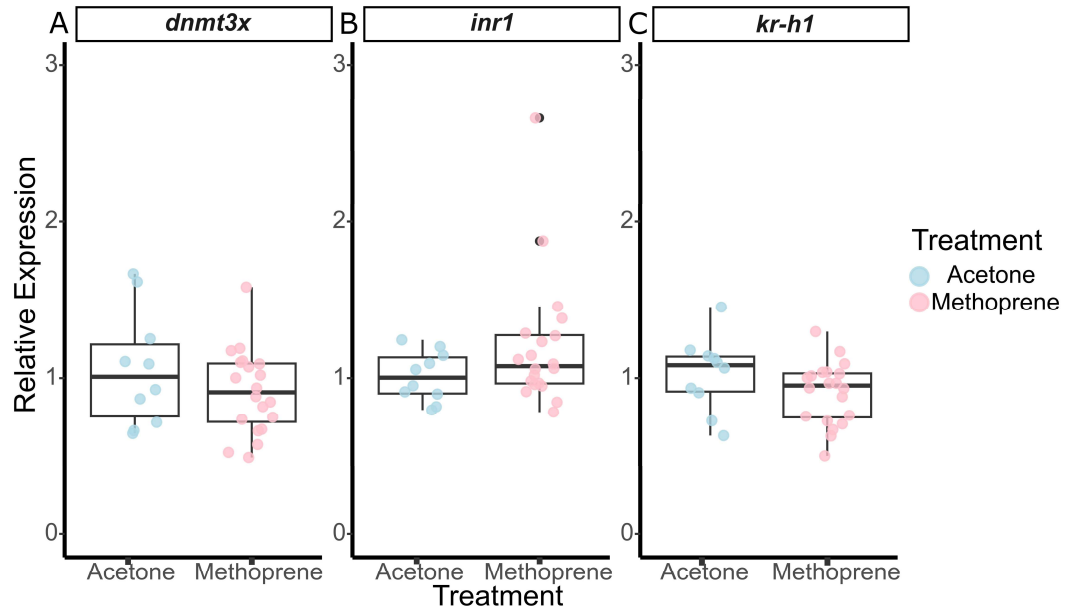 A dnmt3x B inr1 C kr-h1
3 3 3
2 2 2
1 1 1
0 0 0
Relative Expression
Acetone Methoprene Acetone Methoprene Acetone Methoprene
Treatment
Treatment
Acetone
Methoprene